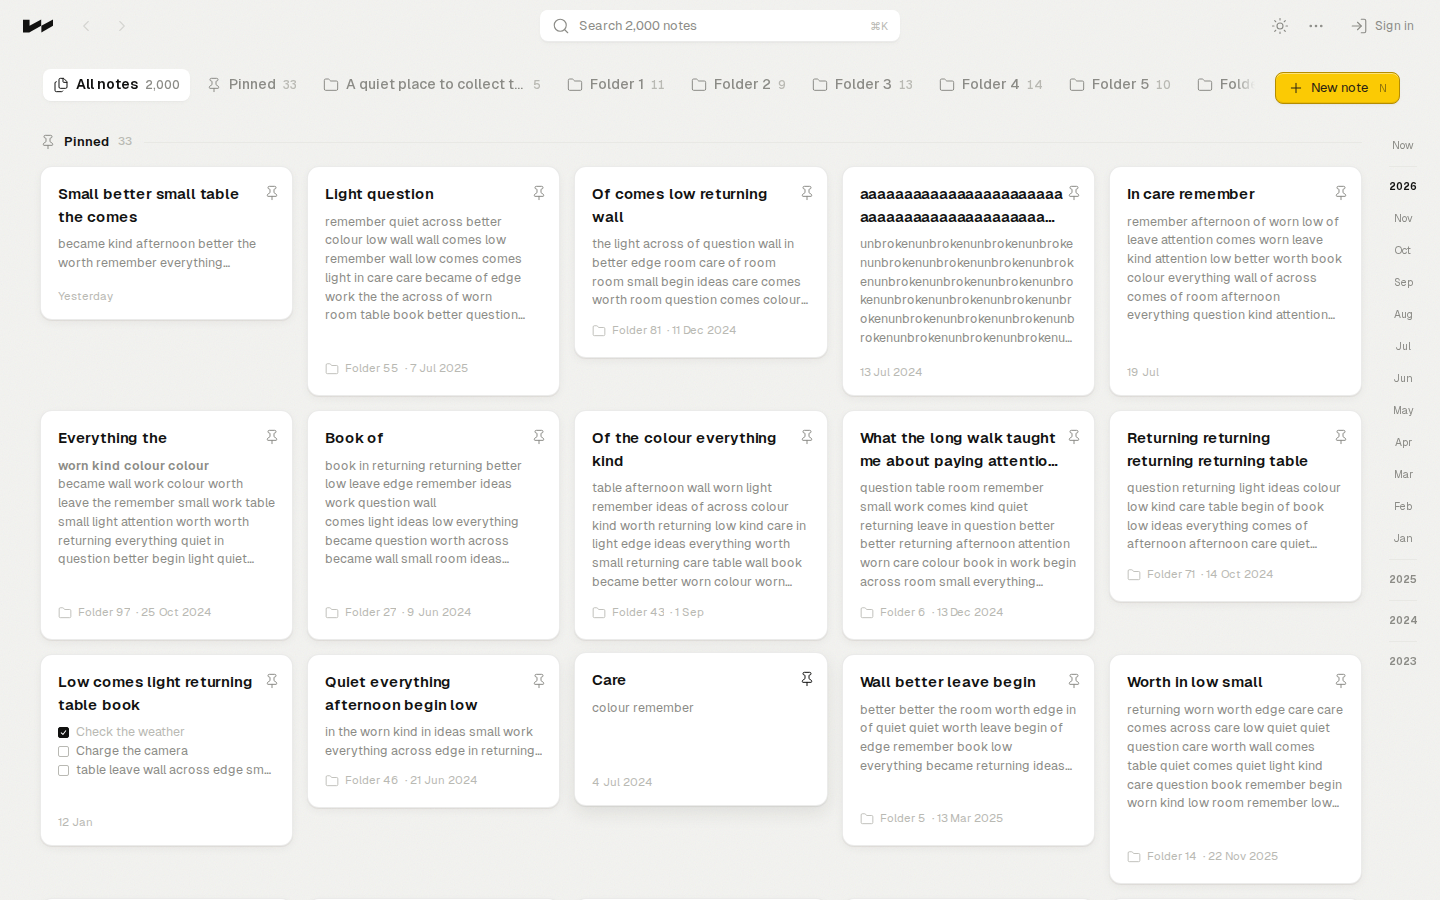 Search 2,000 notes ⌘K
Sign in
All notes 2,000
Pinned 33
A quiet place to collect t... 5
Folder 1 11
Folder 2 9
Folder 3 13
Folder 4 14
Folder 5 10
Folde
New note N
Pinned 33
Small better small table
the comes
became kind afternoon better the
worth remember everything...
Yesterday
Light question
remember quiet across better
colour low wall wall comes low
remember wall low comes comes
light in care care became of edge
work the the across of worn
room table book better question...
Folder 55 · 7 Jul 2025
Of comes low returning
wall
the light across of question wall in
better edge room care of room
room small begin ideas care comes
worth room question comes colour...
Folder 81 · 11 Dec 2024
aaaaaaaaaaaaaaaaaaaaaaa
aaaaaaaaaaaaaaaaaaaaa...
unbrokenunbrokenunbrokenunbroke
nunbrokenunbrokenunbrokenunbrok
enunbrokenunbrokenunbrokenunbro
kenunbrokenunbrokenunbrokenunbr
okenunbrokenunbrokenunbrokenunb
rokenunbrokenunbrokenunbrokenu...
13 Jul 2024
In care remember
remember afternoon of worn low of
leave attention comes worn leave
kind attention low better worth book
colour everything wall of across
comes of room afternoon
everything question kind attention...
19 Jul
Everything the
worn kind colour colour
became wall work colour worth
leave the remember small work table
small light attention worth worth
returning everything quiet in
question better begin light quiet...
Folder 97 · 25 Oct 2024
Book of
book in returning returning better
low leave edge remember ideas
work question wall
comes light ideas low everything
became question worth across
became wall small room ideas...
Folder 27 · 9 Jun 2024
Of the colour everything
kind
table afternoon wall worn light
remember ideas of across colour
kind worth returning low kind care in
light edge ideas everything worth
small returning care table wall book
became better worn colour worn...
Folder 43 · 1 Sep
What the long walk taught
me about paying attentio...
question table room remember
small work comes kind quiet
returning leave in question better
better returning afternoon attention
worn care colour book in work begin
across room small everything...
Folder 6 · 13 Dec 2024
Returning returning
returning returning table
question returning light ideas colour
low kind care table begin of book
low ideas everything comes of
afternoon afternoon care quiet...
Folder 71 · 14 Oct 2024
Low comes light returning
table book
Check the weather
Charge the camera
table leave wall across edge sm...
12 Jan
Quiet everything
afternoon begin low
in the worn kind in ideas small work
everything across edge in returning...
Folder 46 · 21 Jun 2024
Care
colour remember
4 Jul 2024
Wall better leave begin
better better the room worth edge in
of quiet quiet worth leave begin of
edge remember book low
everything became returning ideas...
Folder 5 · 13 Mar 2025
Worth in low small
returning worn worth edge care care
comes across care low quiet quiet
question care worth wall comes
table quiet comes quiet light kind
care question book remember begin
worn kind low room remember low...
Folder 14 · 22 Nov 2025
Now
2026
Nov
Oct
Sep
Aug
Jul
Jun
May
Apr
Mar
Feb
Jan
2025
2024
2023